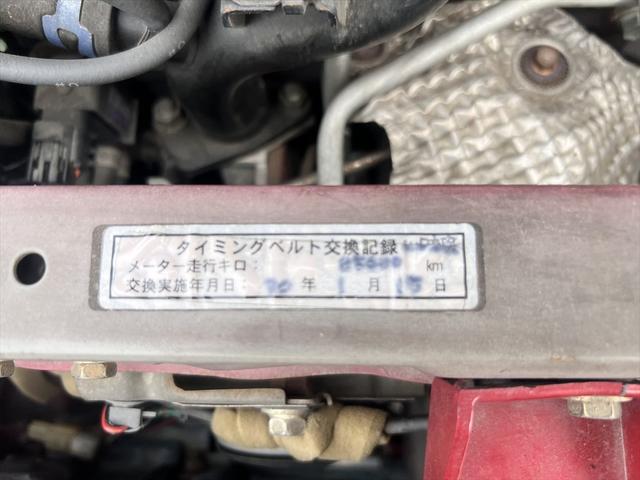 タイミングベルト交換記録
メーター走行キロ： km
交換実施年月日： 年 1 月 日